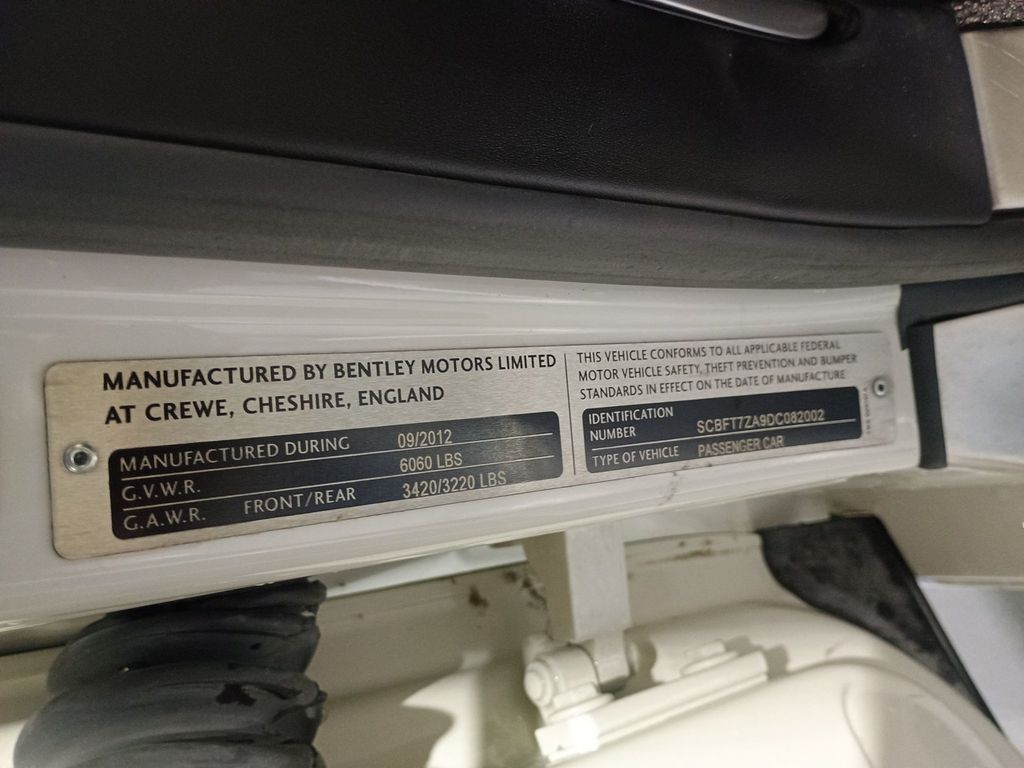 MANUFACTURED BY BENTLEY MOTORS LIMITED
AT CREWE, CHESHIRE, ENGLAND
MANUFACTURED DURING 09/2012
G.V.W.R. 6060 LBS
G.A.W.R. FRONT/REAR 3420/3220 LBS
THIS VEHICLE CONFORMS TO ALL APPLICABLE FEDERAL
MOTOR VEHICLE SAFETY, THEFT PREVENTION AND BUMPER
STANDARDS IN EFFECT ON THE DATE OF MANUFACTURE
IDENTIFICATION
NUMBER SCBFT7ZA9DC082002
TYPE OF VEHICLE PASSENGER CAR